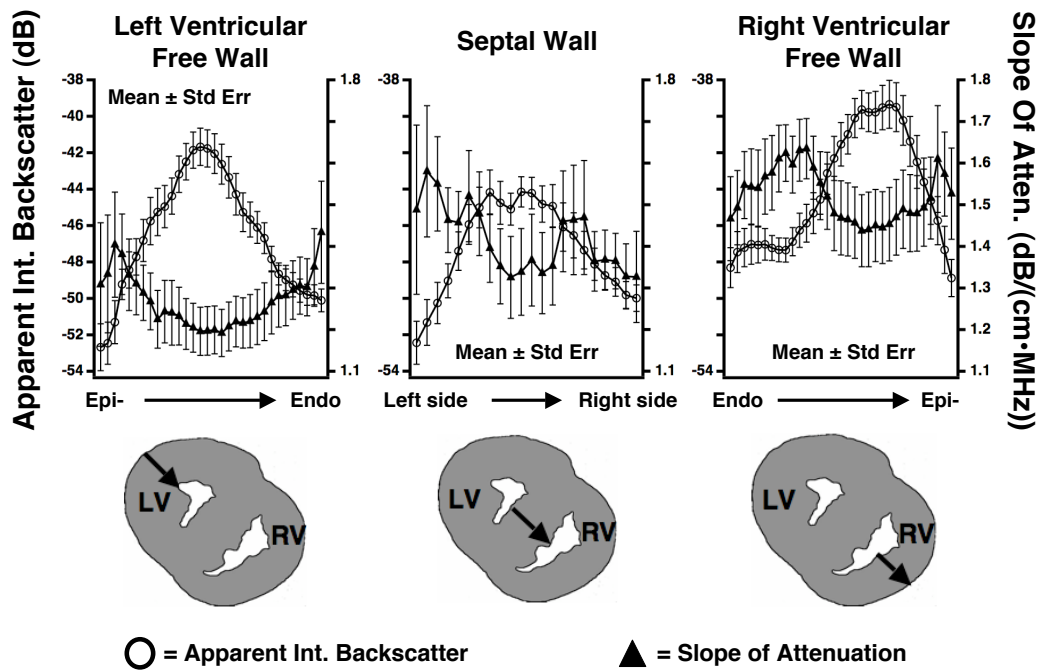 Left Ventricular
Free Wall
Septal Wall
Right Ventricular
Free Wall
Apparent Int. Backscatter (dB)
-38
-40
-42
-44
-46
-48
-50
-52
-54
Mean ± Std Err
1.8
1.1
Epi-
Endo
-38
-54
Mean ± Std Err
1.8
1.1
Left side
Right side
-38
-54
Mean ± Std Err
1.8
1.7
1.6
1.5
1.4
1.3
1.2
1.1
Endo
Epi-
Slope Of Atten. (dB/(cm•MHz))
LV
RV
LV
RV
LV
RV
= Apparent Int. Backscatter
= Slope of Attenuation